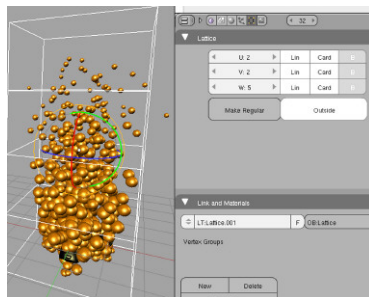 32
Lattice
U: 2 Lin Card B
V: 2 Lin Card B
W: 5 Lin Card B
Make Regular Outside
Link and Materials
LT:Lattice.001 F OB:Lattice
Vertex Groups
New Delete